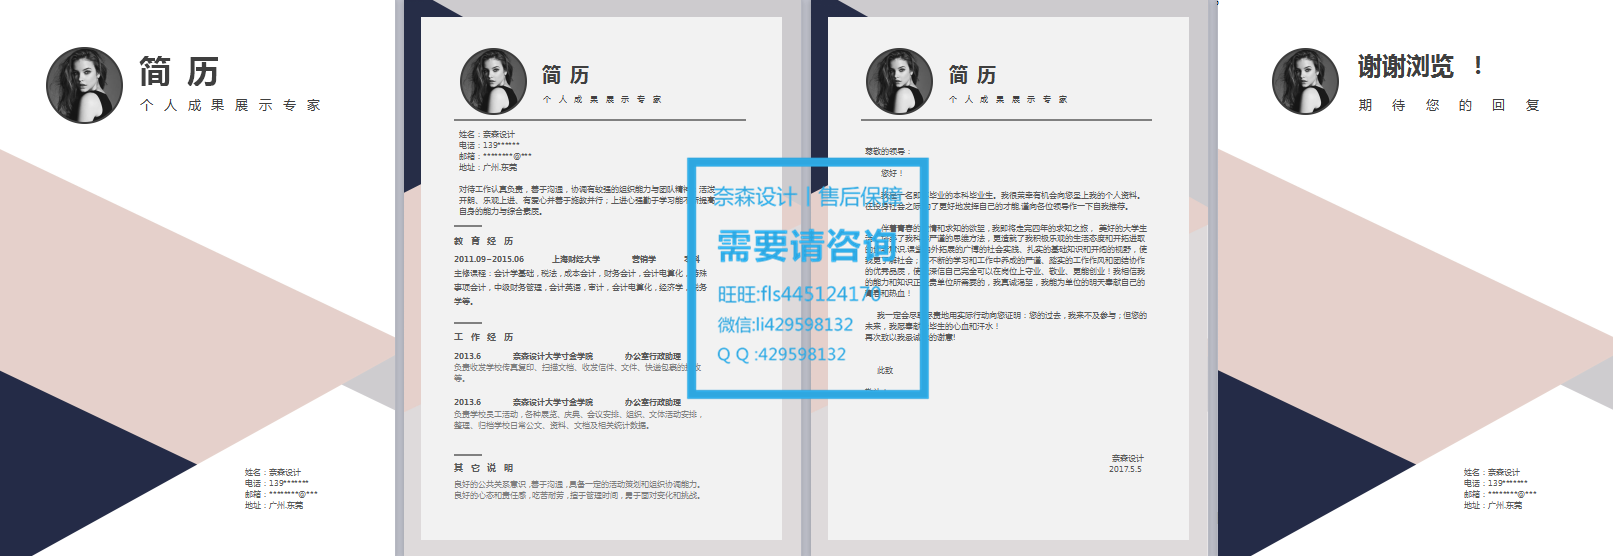 简 历
个 人 成 果 展 示 专 家
姓名：奈森设计
电话：139*******
邮箱：********@***
地址：广州.东莞
简 历
个 人 成 果 展 示 专 家
姓名：奈森设计
电话：139******
邮箱：********@***
地址：广州.东莞
对待工作认真负责，善于沟通，协调有较强的组织能力与团队精神；活泼
开朗、乐观上进、有爱心并善于施教并行；上进心强勤于学习能不断提高
自身的能力与综合素质。
教 育 经 历
2011.09-2015.06 上海财经大学 营销学 本科
主修课程：会计学基础，税法，成本会计，财务会计，会计电算化，特殊
事项会计，中级财务管理，会计英语，审计，会计电算化，经济学，税务
学等。
工 作 经 历
2013.6 奈森设计大学寸金学院 办公室行政助理
负责收发学校传真复印、扫描文档、收发信件、文件、快递包裹的接收
等。
2013.6 奈森设计大学寸金学院 办公室行政助理
负责学校员工活动，各种展览、庆典、会议安排、组织、文体活动安排，
整理、归档学校日常公文、资料、文档及相关统计数据。
其 它 说 明
良好的公共关系意识，善于沟通，具备一定的活动策划和组织协调能力。
良好的心态和责任感，吃苦耐劳，擅于管理时间，勇于面对变化和挑战。
简 历
个 人 成 果 展 示 专 家
尊敬的领导：
您好！
我是一名即将毕业的本科毕业生。我很荣幸有机会向您呈上我的个人资料。
在投身社会之际，为了更好地发挥自己的才能,谨向各位领导作一下自我推荐。
伴着青春的激情和求知的欲望，我即将走完四年的求知之旅，美好的大学生
活，培养了我科学严谨的思维方法，更造就了我积极乐观的生活态度和开拓进取
的创新意识.课堂内外拓展的广博的社会实践、扎实的基础知识和开阔的视野，使
我更了解社会；在不断的学习和工作中养成的严谨、踏实的工作作风和团结协作
的优秀品质，使我深信自己完全可以在岗位上守业、敬业、更能创业！我相信我
的能力和知识正是贵单位所需要的，我真诚渴望，我能为单位的明天奉献自己的
青春和热血！
我一定会尽职尽责地用实际行动向您证明：您的过去，我来不及参与；但您的
未来，我愿奉献我毕生的心血和汗水！
再次致以我最诚挚的谢意!
此致
奈森设计
2017.5.5
奈森设计丨售后保障
需要请咨询
旺旺:fls445124170
微信:li429598132
Q Q :429598132
谢谢浏览 ！
期 待 您 的 回 复
姓名：奈森设计
电话：139*******
邮箱：********@***
地址：广州.东莞